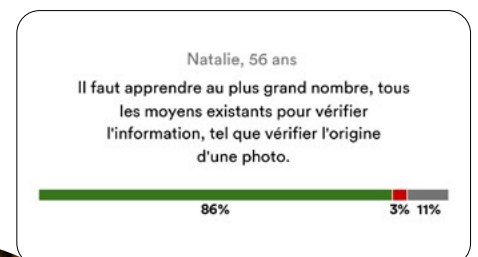 Natalie, 56 ans
Il faut apprendre au plus grand nombre, tous
les moyens existants pour vérifier
l'information, tel que vérifier l'origine
d'une photo.
86% 3% 11%